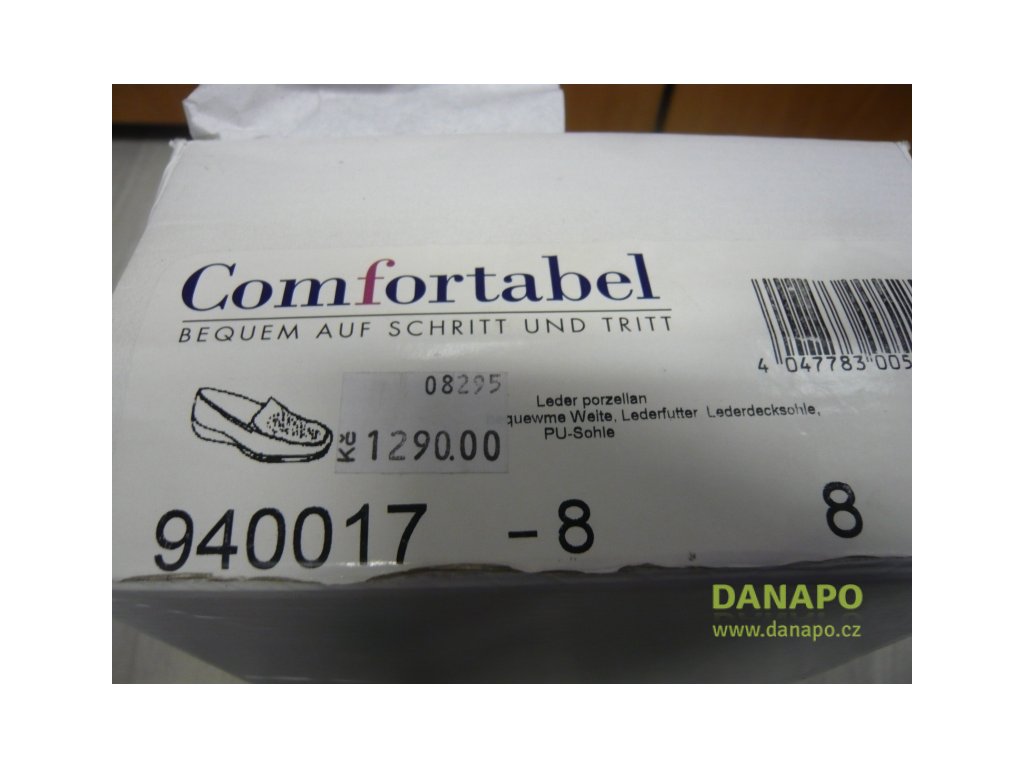 Comfortabel
BEQUEM AUF SCHRITT UND TRITT
4 047783 005
08295
Kč 1290.00
Leder porzellan
Weite, Lederfutter Lederdecksohle,
PU-Sohle
940017 - 8 8
DANAPO
www.danapo.cz